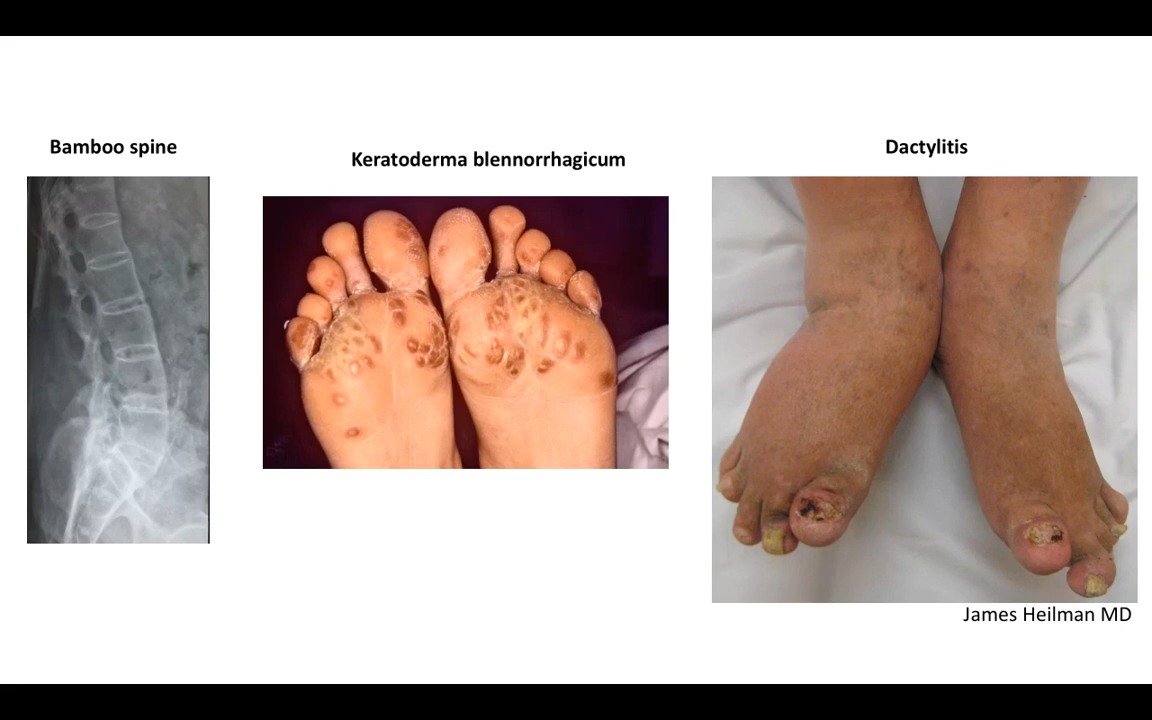 Bamboo spine
Keratoderma blennorrhagicum
Dactylitis
James Heilman MD